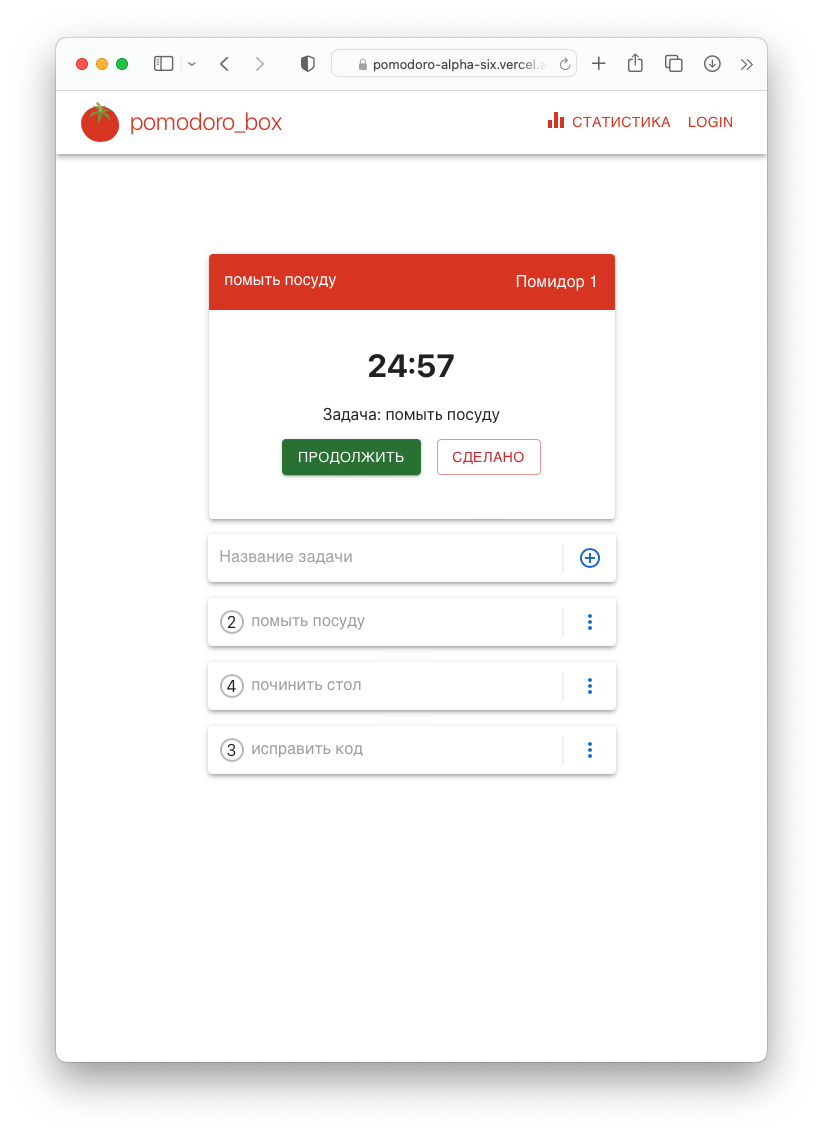 pomodoro-alpha-six.vercel.a
pomodoro_box
СТАТИСТИКА LOGIN
помыть посуду Помидор 1
24:57
Задача: помыть посуду
ПРОДОЛЖИТЬ СДЕЛАНО
Название задачи
2 помыть посуду
4 починить стол
3 исправить код